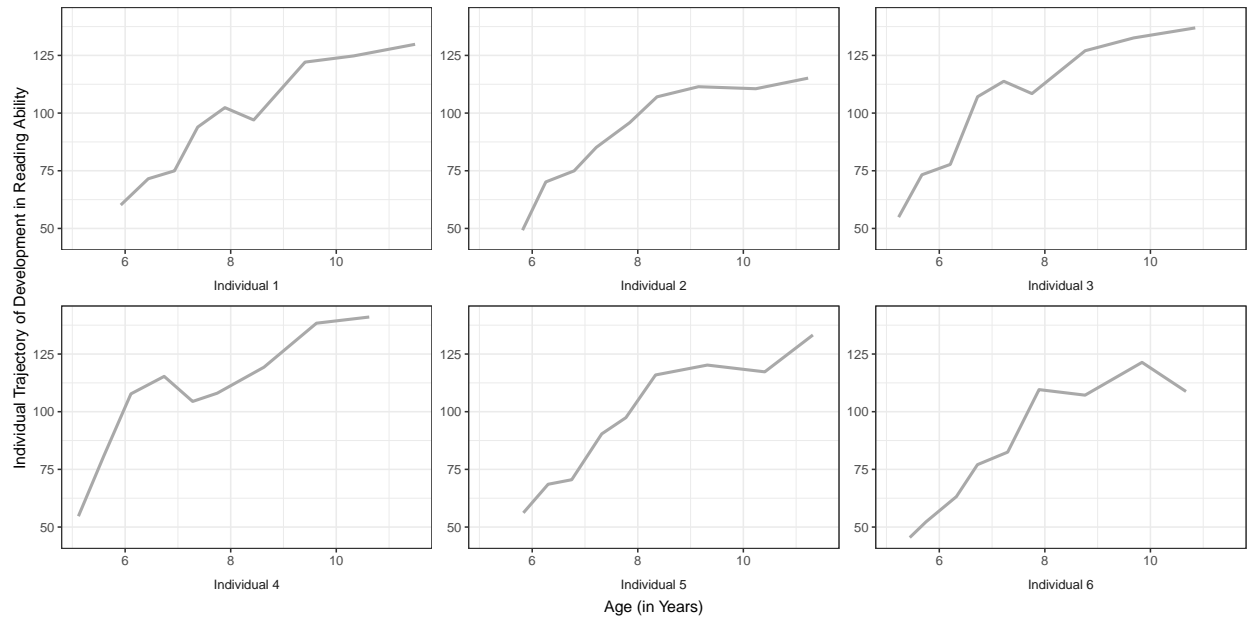 Individual Trajectory of Development in Reading Ability
125
100
75
50
6 8 10
Individual 1
125
100
75
50
6 8 10
Individual 2
125
100
75
50
6 8 10
Individual 3
125
100
75
50
6 8 10
Individual 4
125
100
75
50
6 8 10
Individual 5
125
100
75
50
6 8 10
Individual 6
Age (in Years)